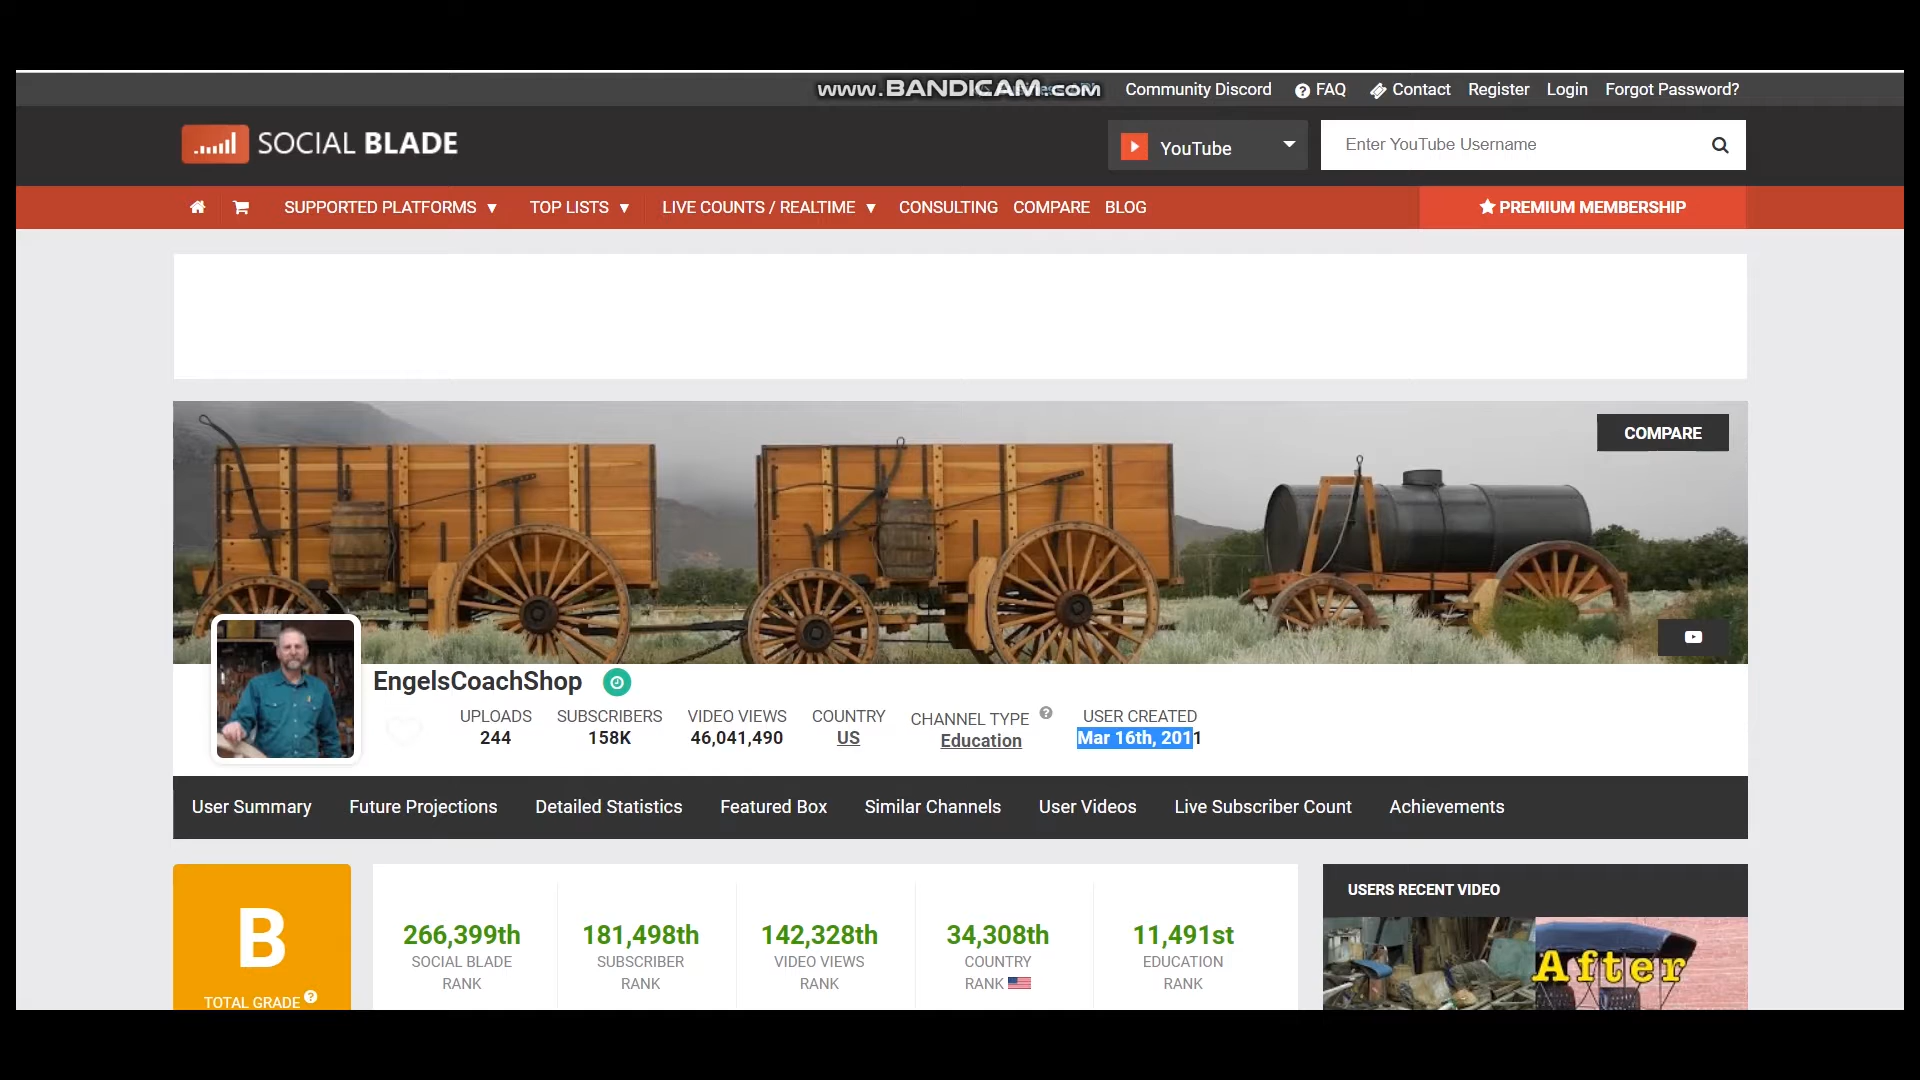 www.BANDICAM.com
Community Discord FAQ Contact Register Login Forgot Password?
SOCIAL BLADE
YouTube
Enter YouTube Username
SUPPORTED PLATFORMS ▼ TOP LISTS ▼ LIVE COUNTS / REALTIME ▼ CONSULTING COMPARE BLOG
PREMIUM MEMBERSHIP
COMPARE
EngelsCoachShop
UPLOADS SUBSCRIBERS VIDEO VIEWS COUNTRY CHANNEL TYPE USER CREATED
244 158K 46,041,490 US Education Mar 16th, 2011
User Summary Future Projections Detailed Statistics Featured Box Similar Channels User Videos Live Subscriber Count Achievements
B
TOTAL GRADE
266,399th
SOCIAL BLADE
RANK
181,498th
SUBSCRIBER
RANK
142,328th
VIDEO VIEWS
RANK
34,308th
COUNTRY
RANK
11,491st
EDUCATION
RANK
USERS RECENT VIDEO
After